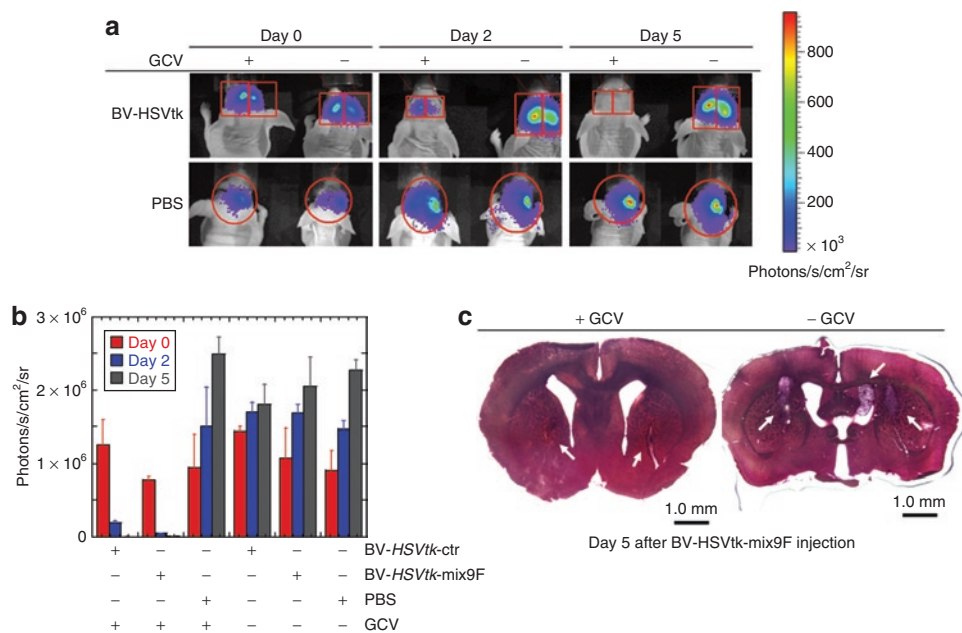 a
Day 0 Day 2 Day 5
GCV + − + − + −
BV-HSVtk
PBS
800
600
400
200
× 10³
Photons/s/cm²/sr
b
3 × 10⁶
2 × 10⁶
1 × 10⁶
0
Photons/s/cm²/sr
Day 0
Day 2
Day 5
+ − − + − − BV-HSVtk-ctr
− + − − + − BV-HSVtk-mix9F
− − + − − + PBS
+ + + − − − GCV
c
+ GCV − GCV
1.0 mm 1.0 mm
Day 5 after BV-HSVtk-mix9F injection